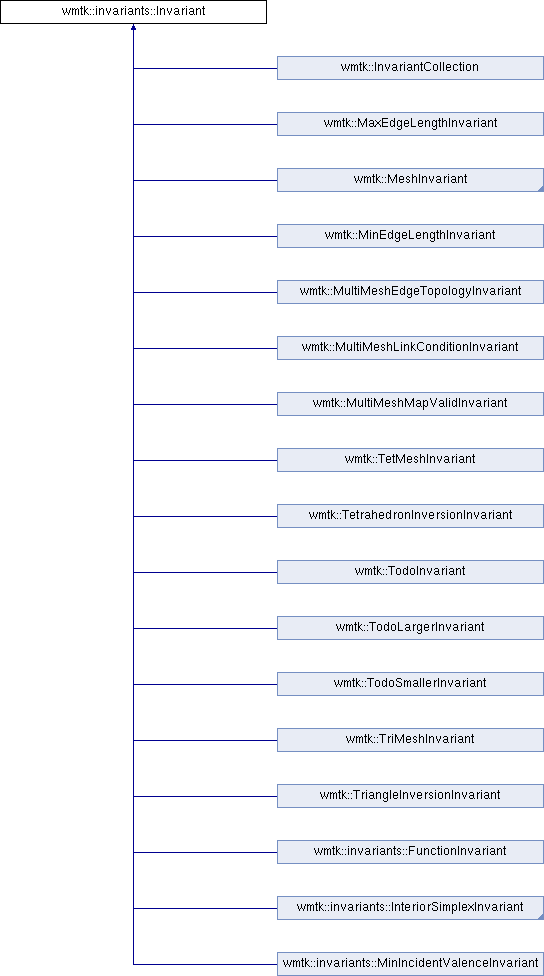 wmtk::invariants::Invariant
wmtk::InvariantCollection
wmtk::MaxEdgeLengthInvariant
wmtk::MeshInvariant
wmtk::MinEdgeLengthInvariant
wmtk::MultiMeshEdgeTopologyInvariant
wmtk::MultiMeshLinkConditionInvariant
wmtk::MultiMeshMapValidInvariant
wmtk::TetMeshInvariant
wmtk::TetrahedronInversionInvariant
wmtk::TodoInvariant
wmtk::TodoLargerInvariant
wmtk::TodoSmallerInvariant
wmtk::TriMeshInvariant
wmtk::TriangleInversionInvariant
wmtk::invariants::FunctionInvariant
wmtk::invariants::InteriorSimplexInvariant
wmtk::invariants::MinIncidentValenceInvariant